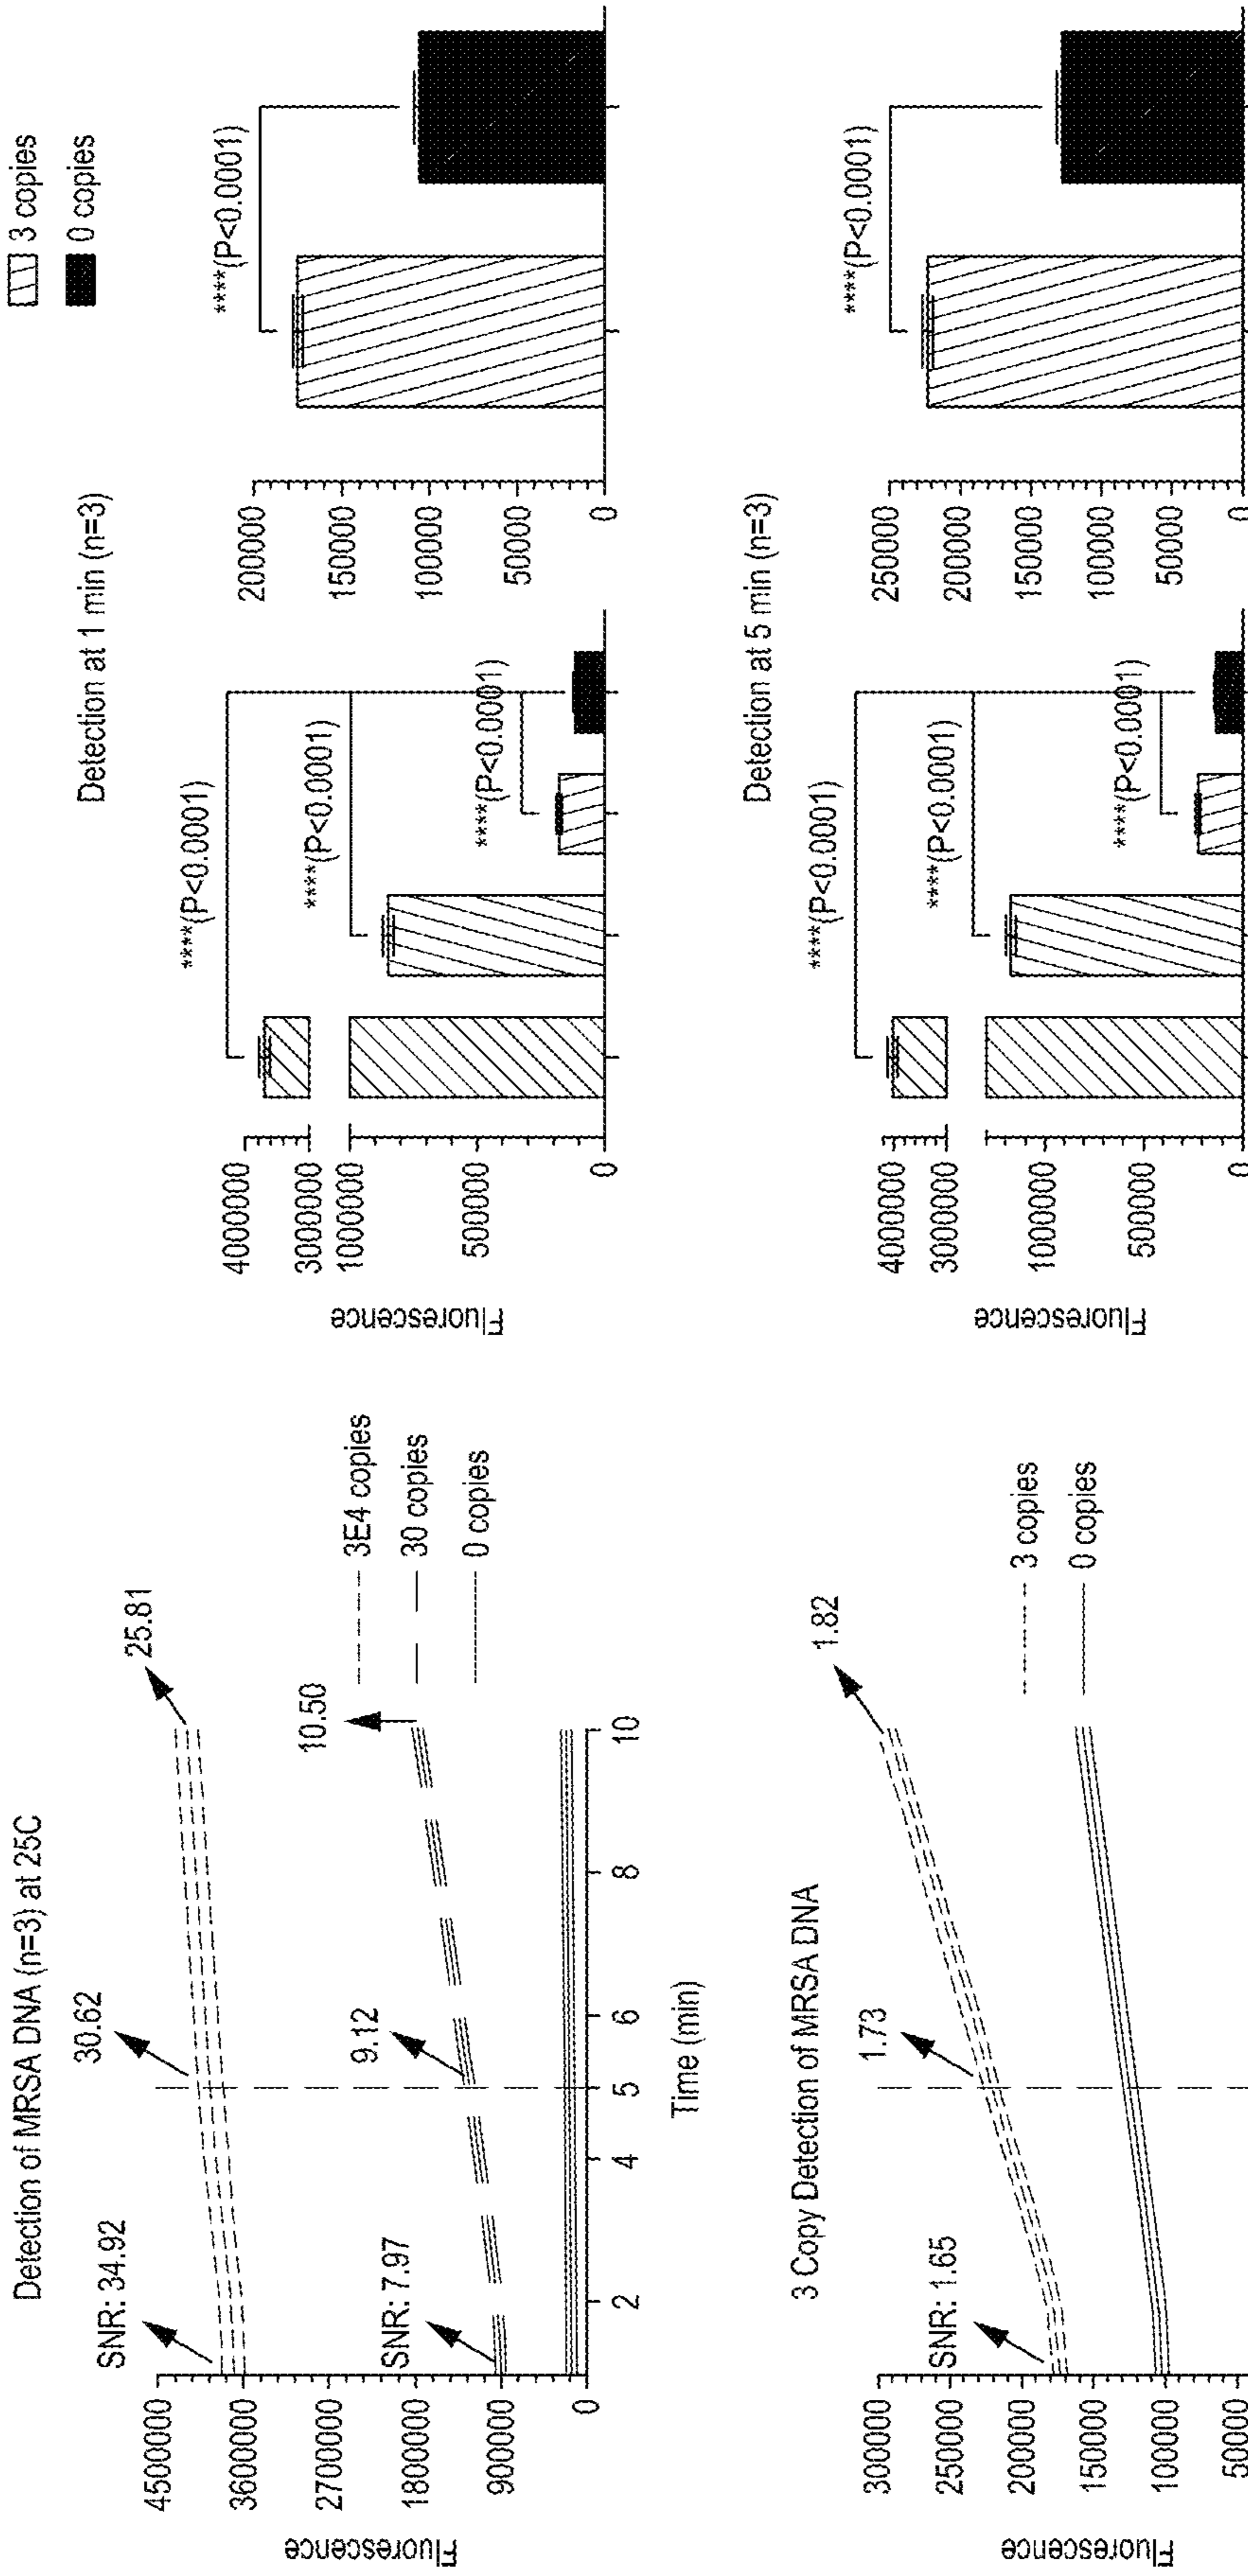 Detection of MRSA DNA (n=3) at 25C
Fluorescence
4500000
3600000
2700000
1800000
900000
0
SNR: 34.92
30.62
25.81
SNR: 7.97
9.12
10.50
2
4
5
6
8
10
Time (min)
3E4 copies
30 copies
0 copies
3 Copy Detection of MRSA DNA
Fluorescence
300000
250000
200000
150000
100000
50000
SNR: 1.65
1.73
1.82
3 copies
0 copies
3 copies
0 copies
Detection at 1 min (n=3)
Fluorescence
4000000
3000000
1000000
500000
0
****(P<0.0001)
****(P<0.0001)
****(P<0.0001)
200000
150000
100000
50000
0
****(P<0.0001)
Detection at 5 min (n=3)
Fluorescence
4000000
3000000
1000000
500000
0
****(P<0.0001)
****(P<0.0001)
****(P<0.0001)
250000
200000
150000
100000
50000
0
****(P<0.0001)